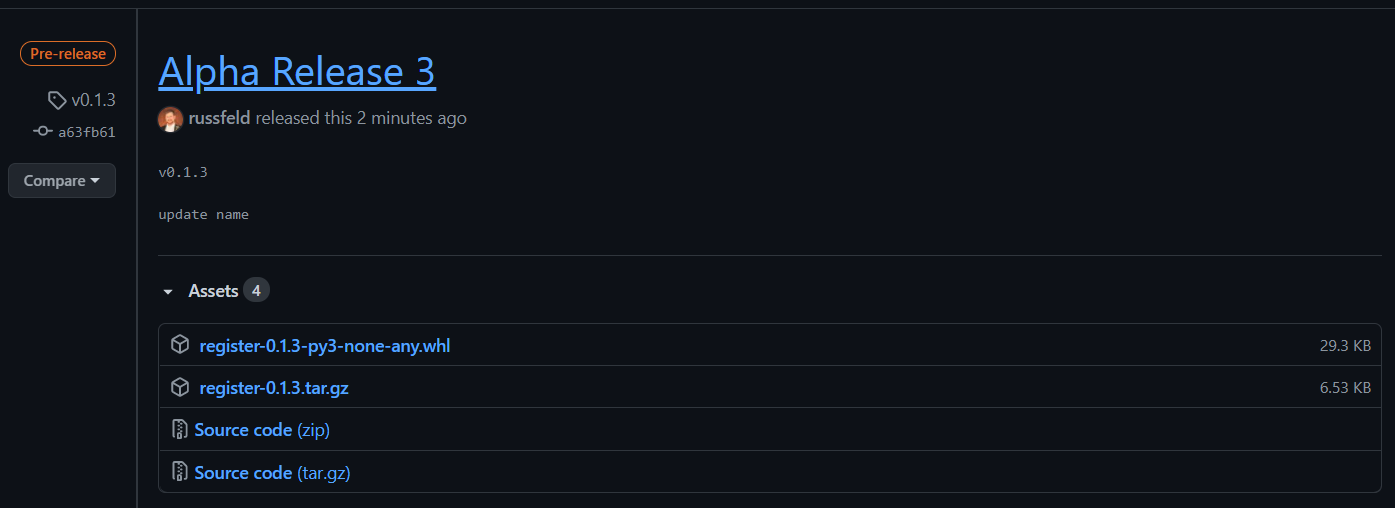 Pre-release
v0.1.3
a63fb61
Compare
Alpha Release 3
russfeld released this 2 minutes ago
v0.1.3
update name
Assets 4
register-0.1.3-py3-none-any.whl 29.3 KB
register-0.1.3.tar.gz 6.53 KB
Source code (zip)
Source code (tar.gz)